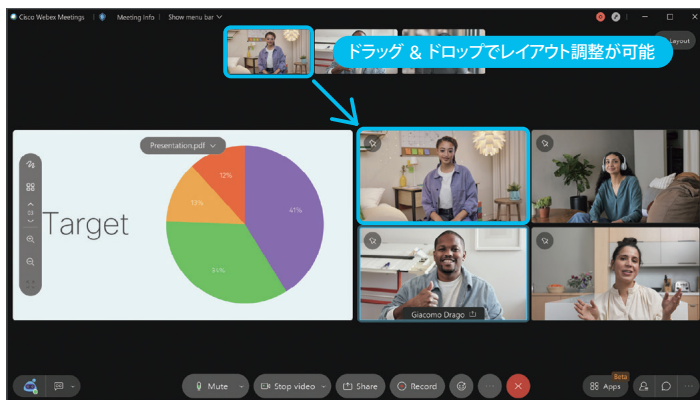 Cisco Webex Meetings
Meeting Info
Show menu bar
Layout
ドラッグ & ドロップでレイアウト調整が可能
Presentation.pdf
Target
12%
13%
41%
34%
Giacomo Drago
Mute
Stop video
Share
Record
Beta
Apps